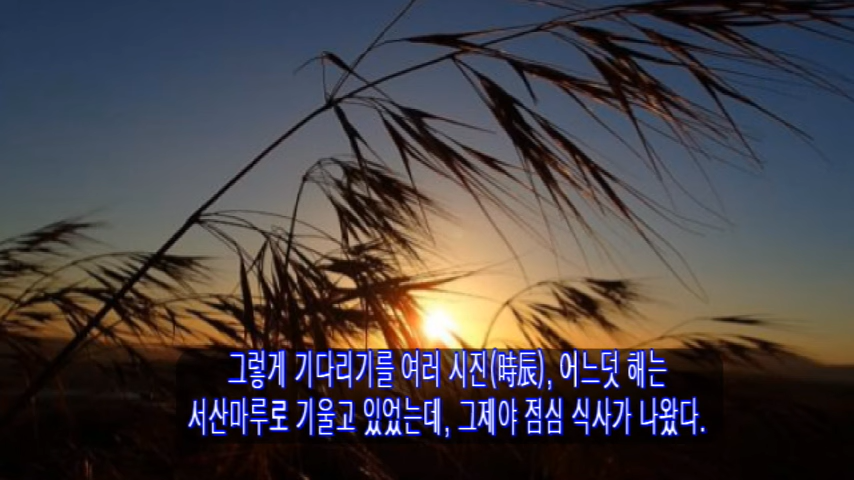 그렇게 기다리기를 여러 시진(時辰), 어느덧 해는
서산마루로 기울고 있었는데, 그제야 점심 식사가 나왔다.